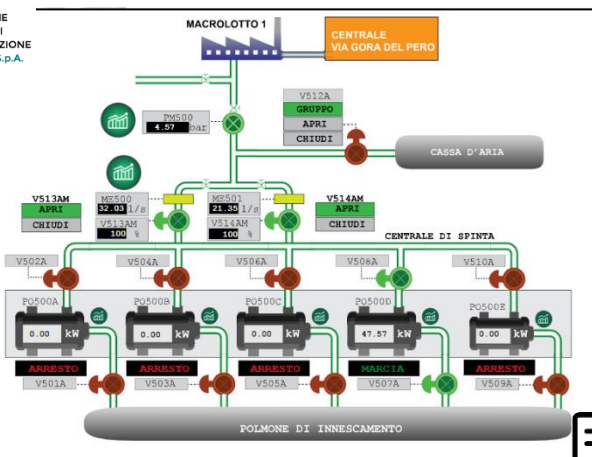 NE
I
ZIONE
S.p.A.
MACROLOTTO 1
CENTRALE
VIA GORA DEL PERO
PM500
4.57 bar
V512A
GRUPPO
APRI
CHIUDI
CASSA D'ARIA
V513AM
APRI
CHIUDI
ME500
32.03 l/s
V513AM
100 %
ME501
21.35 l/s
V514AM
100 %
V514AM
APRI
CHIUDI
CENTRALE DI SPINTA
V502A
V504A
V506A
V508A
V510A
PO500A
PO500B
PO500C
PO500D
PO500E
0.00 kW
0.00 kW
0.00 kW
47.57 kW
0.00 kW
ARRESTO
ARRESTO
ARRESTO
MARCIA
ARRESTO
V501A
V503A
V505A
V507A
V509A
POLMONE DI INNESCAMENTO